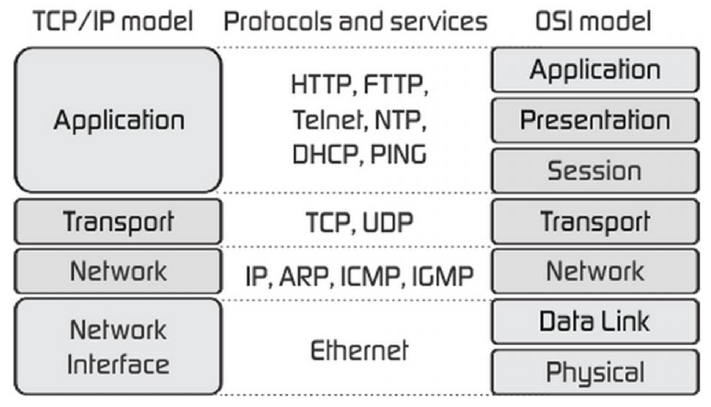 TCP/IP model Protocols and services OSI model
Application
HTTP, FTTP,
Telnet, NTP,
DHCP, PING
Application
Presentation
Session
Transport
TCP, UDP
Transport
Network
IP, ARP, ICMP, IGMP
Network
Network
Interface
Ethernet
Data Link
Physical